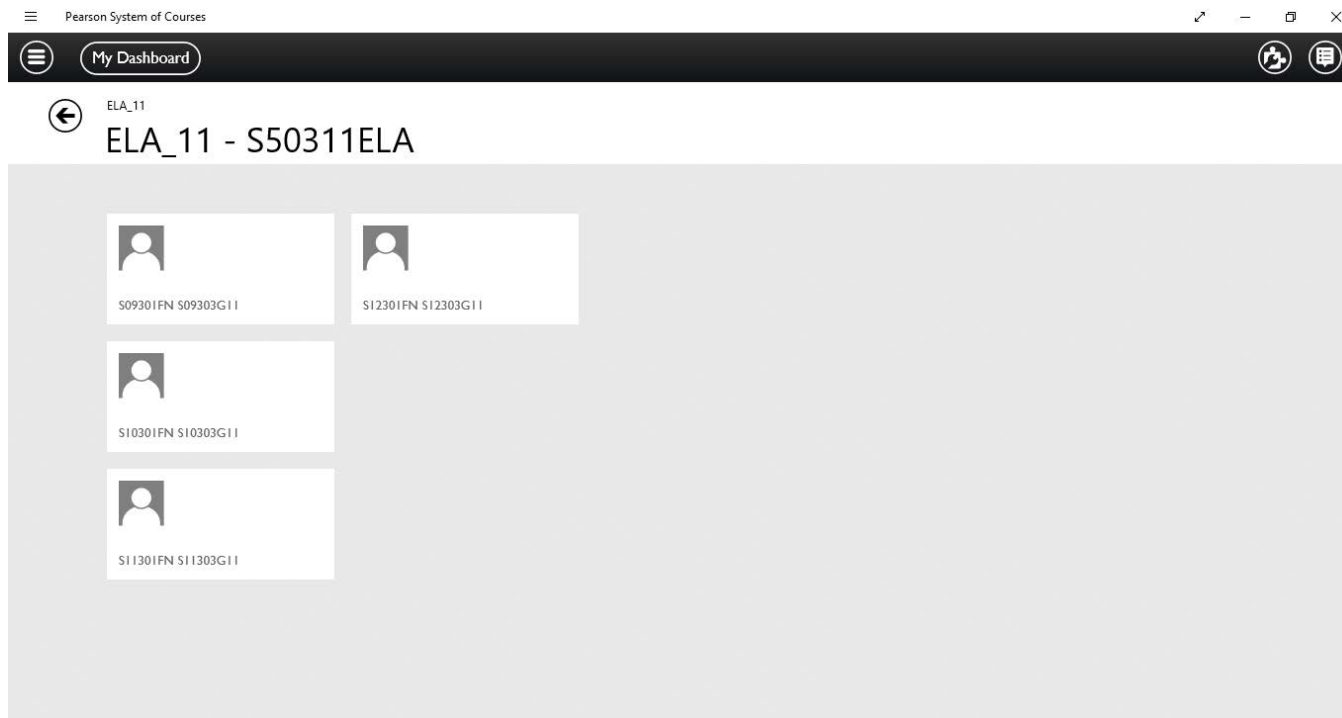 Pearson System of Courses
My Dashboard
ELA_11
ELA_11 - S50311ELA
S09301FN S09303G11
S12301FN S12303G11
S10301FN S10303G11
S11301FN S11303G11